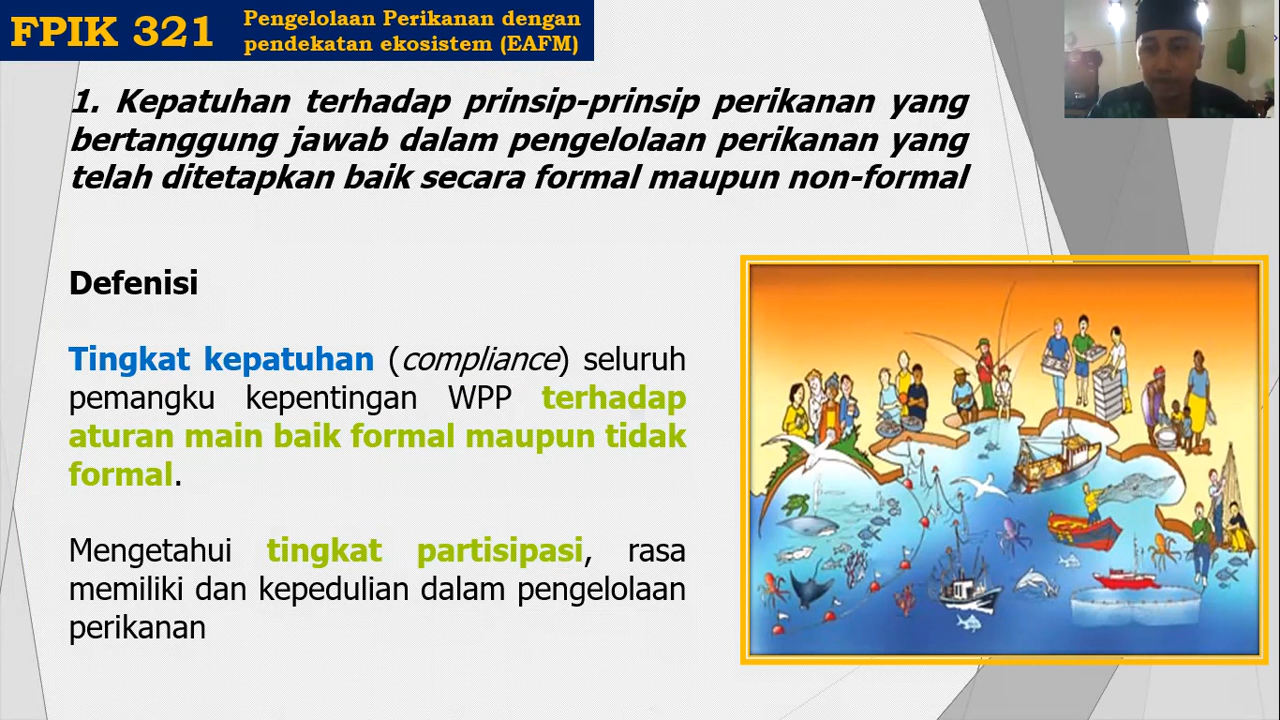 FPIK 321
Pengelolaan Perikanan dengan
pendekatan ekosistem (EAFM)
1. Kepatuhan terhadap prinsip-prinsip perikanan yang
bertanggung jawab dalam pengelolaan perikanan yang
telah ditetapkan baik secara formal maupun non-formal
Defenisi
Tingkat kepatuhan (compliance) seluruh
pemangku kepentingan WPP terhadap
aturan main baik formal maupun tidak
formal.
Mengetahui tingkat partisipasi, rasa
memiliki dan kepedulian dalam pengelolaan
perikanan